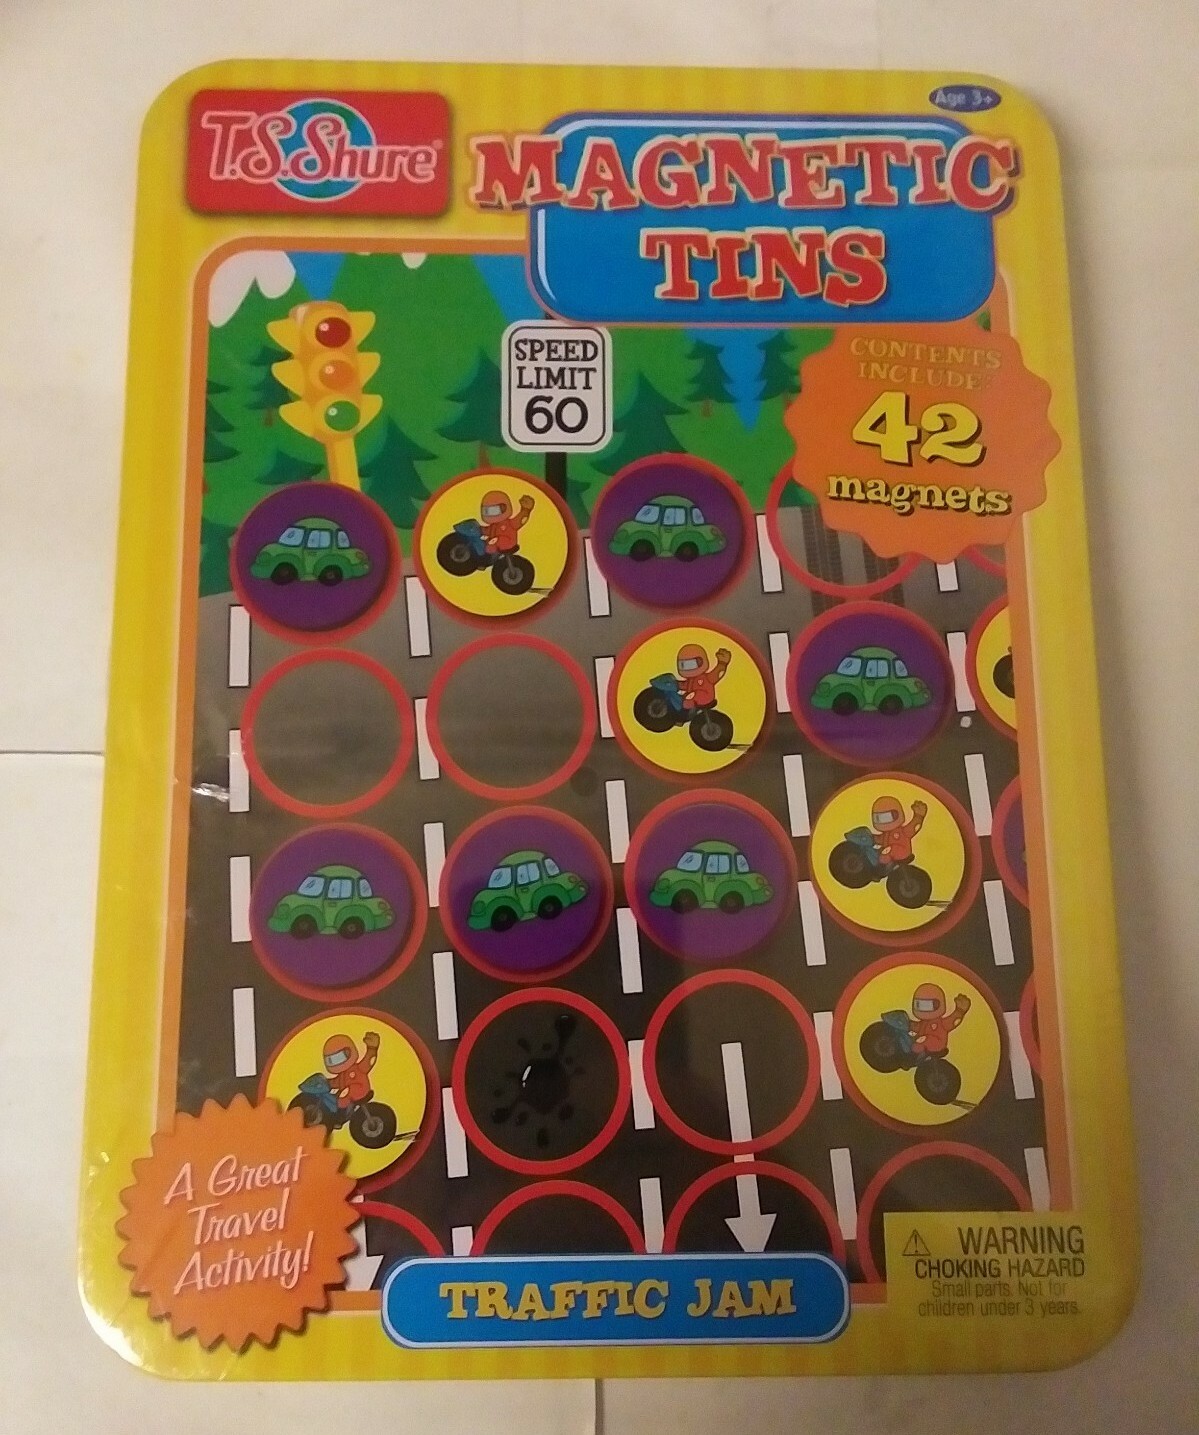 Age 3+
T.S.Shure®
MAGNETIC
TINS
SPEED
LIMIT
60
CONTENTS
INCLUDE:
42
magnets
A Great
Travel
Activity!
TRAFFIC JAM
⚠ WARNING
CHOKING HAZARD
Small parts. Not for
children under 3 years.